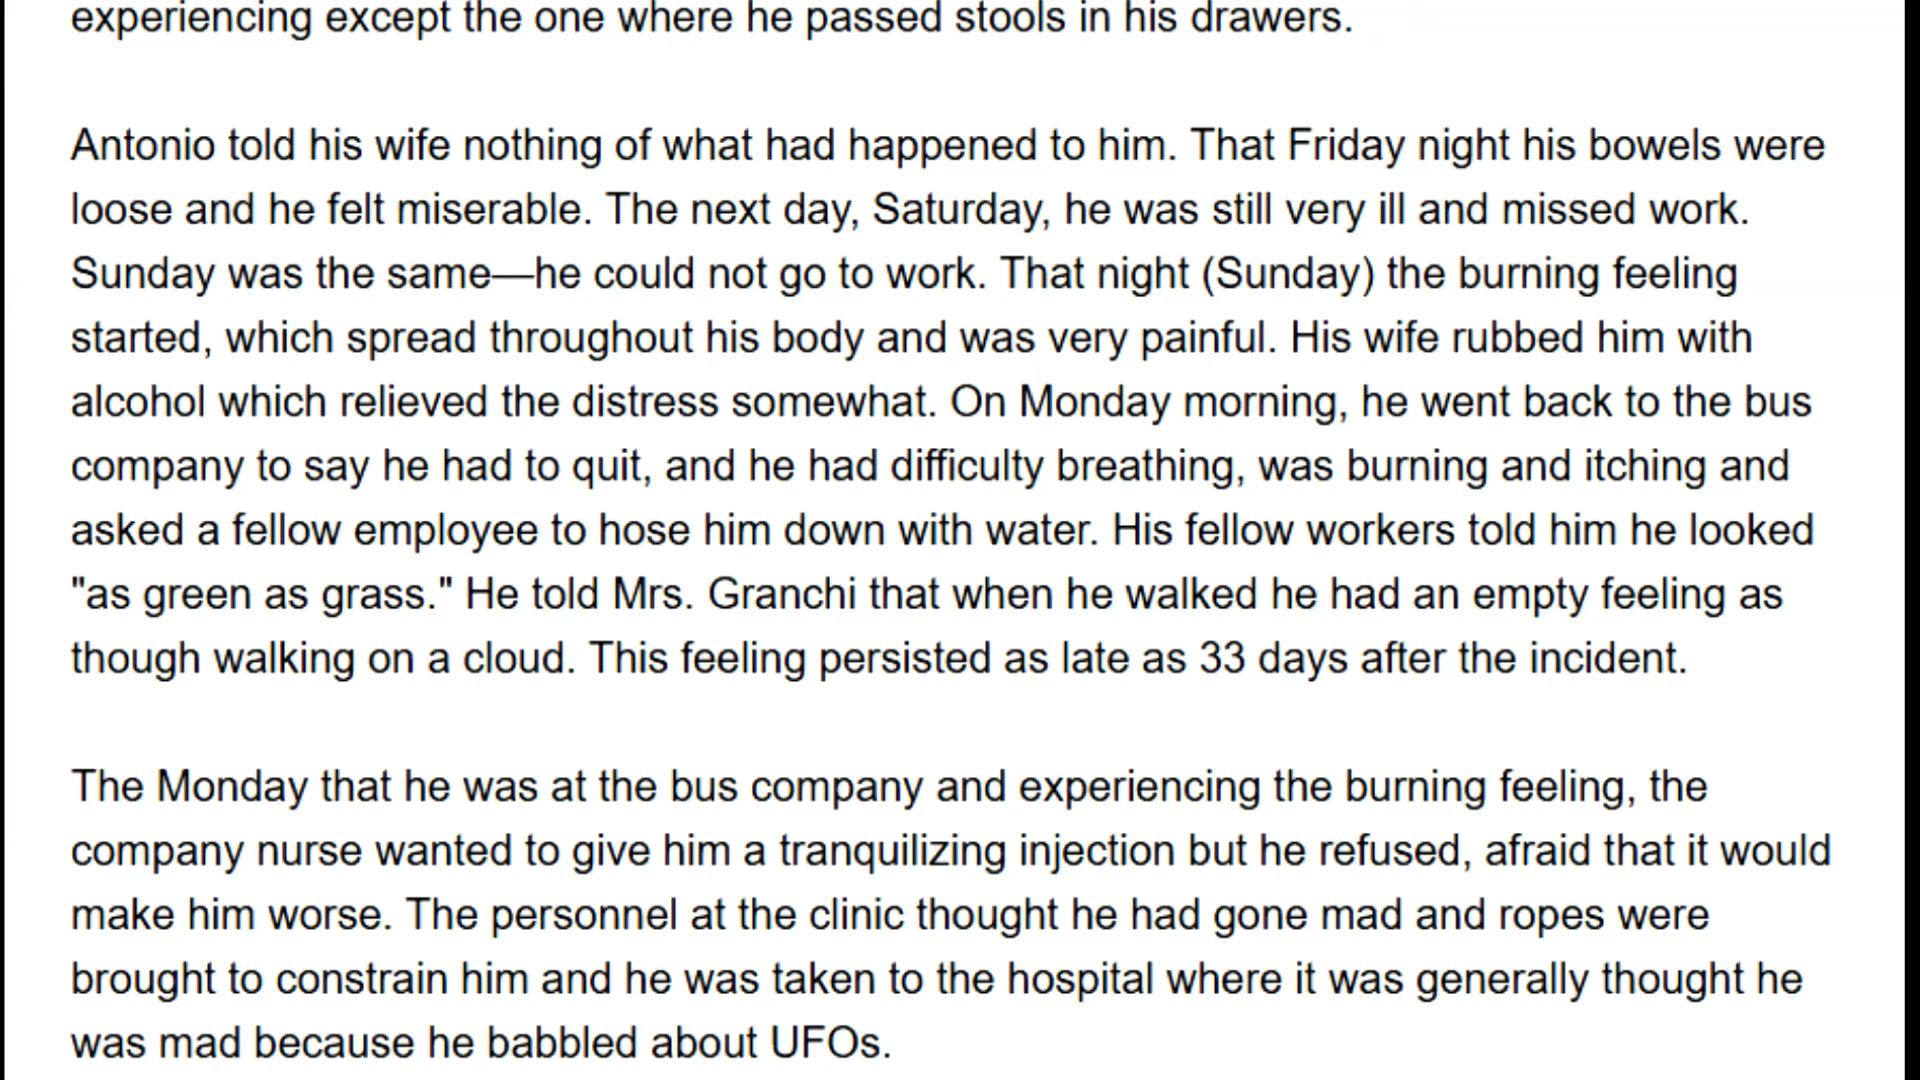 experiencing except the one where he passed stools in his drawers.
Antonio told his wife nothing of what had happened to him. That Friday night his bowels were
loose and he felt miserable. The next day, Saturday, he was still very ill and missed work.
Sunday was the same—he could not go to work. That night (Sunday) the burning feeling
started, which spread throughout his body and was very painful. His wife rubbed him with
alcohol which relieved the distress somewhat. On Monday morning, he went back to the bus
company to say he had to quit, and he had difficulty breathing, was burning and itching and
asked a fellow employee to hose him down with water. His fellow workers told him he looked
"as green as grass." He told Mrs. Granchi that when he walked he had an empty feeling as
though walking on a cloud. This feeling persisted as late as 33 days after the incident.
The Monday that he was at the bus company and experiencing the burning feeling, the
company nurse wanted to give him a tranquilizing injection but he refused, afraid that it would
make him worse. The personnel at the clinic thought he had gone mad and ropes were
brought to constrain him and he was taken to the hospital where it was generally thought he
was mad because he babbled about UFOs.